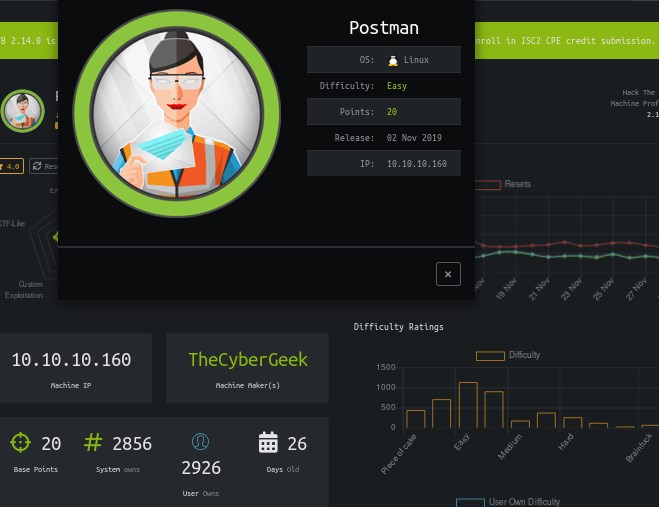 Postman
OS: Linux
Difficulty: Easy
Points: 20
Release: 02 Nov 2019
IP: 10.10.10.160
B 2.14.0 is
nroll in ISC2 CPE credit submission.
Hack The
Machine Prof
2.1
4.0
Rese
CTF-Like
Custom
Exploitation
Resets
Nov
19 Nov
21 Nov
23 Nov
25 Nov
27 Nov
10.10.10.160
Machine IP
TheCyberGeek
Machine Maker(s)
20
Base Points
2856
System owns
2926
User Owns
26
Days Old
Difficulty Ratings
Difficulty
1500
1000
500
0
Piece of cake
Easy
Medium
Hard
Brainfuck
User Own Difficulty